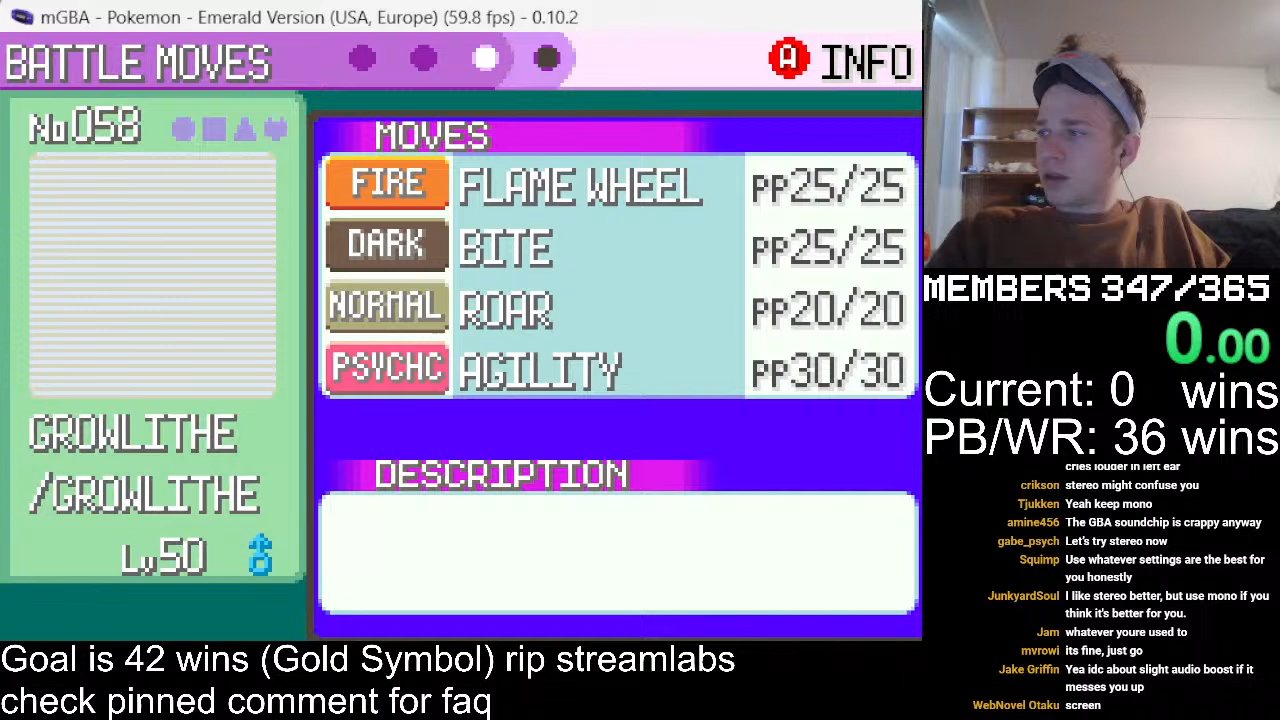 mGBA - Pokemon - Emerald Version (USA, Europe) (59.8 fps) - 0.10.2
BATTLE MOVES
A INFO
No058
MOVES
FIRE FLAME WHEEL PP25/25
DARK BITE PP25/25
NORMAL ROAR PP20/20
PSYCHC AGILITY PP30/30
GROWLITHE
/GROWLITHE
Lv50 ♂
DESCRIPTION
MEMBERS 347/365
0.00
Current: 0 wins
PB/WR: 36 wins
cries louder in left ear
crikson stereo might confuse you
Tjukken Yeah keep mono
amine456 The GBA soundchip is crappy anyway
gabe_psych Let's try stereo now
Squimp Use whatever settings are the best for
you honestly
JunkyardSoul I like stereo better, but use mono if you
think it's better for you.
Jam whatever youre used to
mvrowi its fine, just go
Jake Griffin Yea idc about slight audio boost if it
messes you up
WebNovel Otaku screen
Goal is 42 wins (Gold Symbol) rip streamlabs
check pinned comment for faq